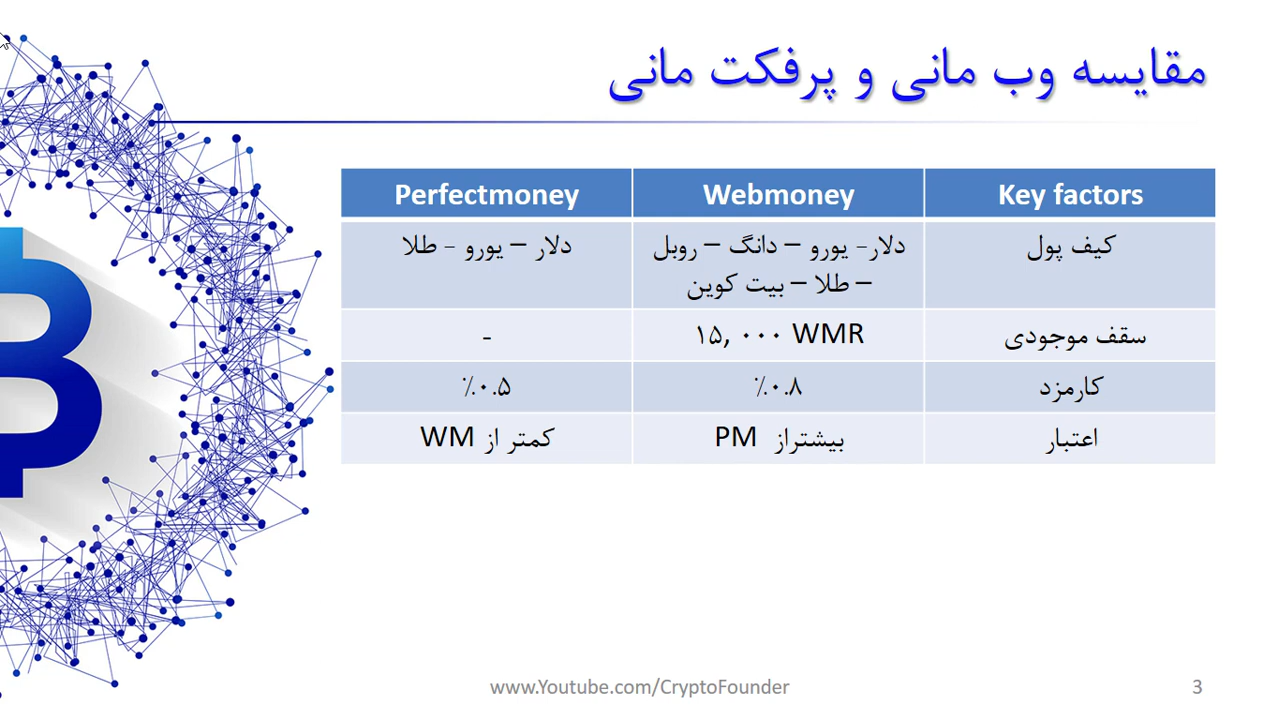 مقایسه وب مانی و پرفکت مانی
Key factors
Webmoney
Perfectmoney
کیف پول
دلار- یورو – دانگ – روبل
– طلا – بیت کوین
دلار – یورو - طلا
سقف موجودی
۱۵, ۰۰۰ WMR
-
کارمزد
٪۰.۸
٪۰.۵
اعتبار
بیشتراز PM
کمتر از WM
www.Youtube.com/CryptoFounder
3